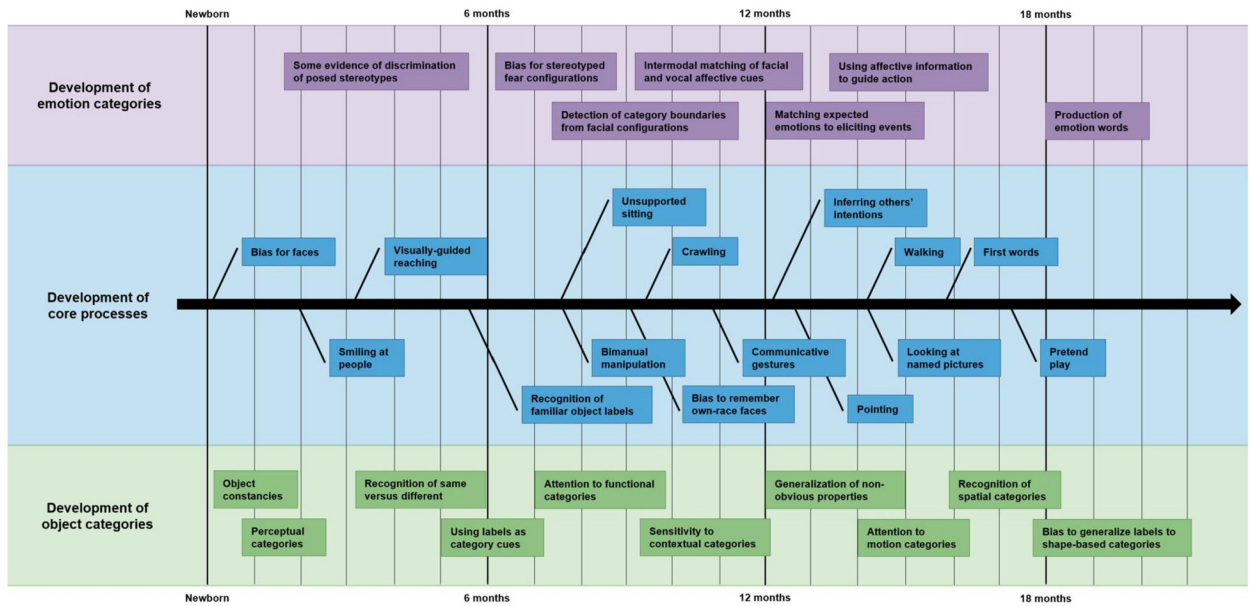 Newborn
6 months
12 months
18 months
Development of
emotion categories
Some evidence of discrimination
of posed stereotypes
Bias for stereotyped
fear configurations
Intermodal matching of facial
and vocal affective cues
Using affective information
to guide action
Detection of category boundaries
from facial configurations
Matching expected
emotions to eliciting events
Production of
emotion words
Development of
core processes
Unsupported
sitting
Inferring others’
intentions
Bias for faces
Visually-guided
reaching
Crawling
Walking
First words
Smiling at
people
Bimanual
manipulation
Communicative
gestures
Looking at
named pictures
Pretend
play
Recognition of
familiar object labels
Bias to remember
own-race faces
Pointing
Development of
object categories
Object
constancies
Recognition of same
versus different
Attention to functional
categories
Generalization of non-
obvious properties
Recognition of
spatial categories
Perceptual
categories
Using labels as
category cues
Sensitivity to
contextual categories
Attention to
motion categories
Bias to generalize labels to
shape-based categories
Newborn
6 months
12 months
18 months